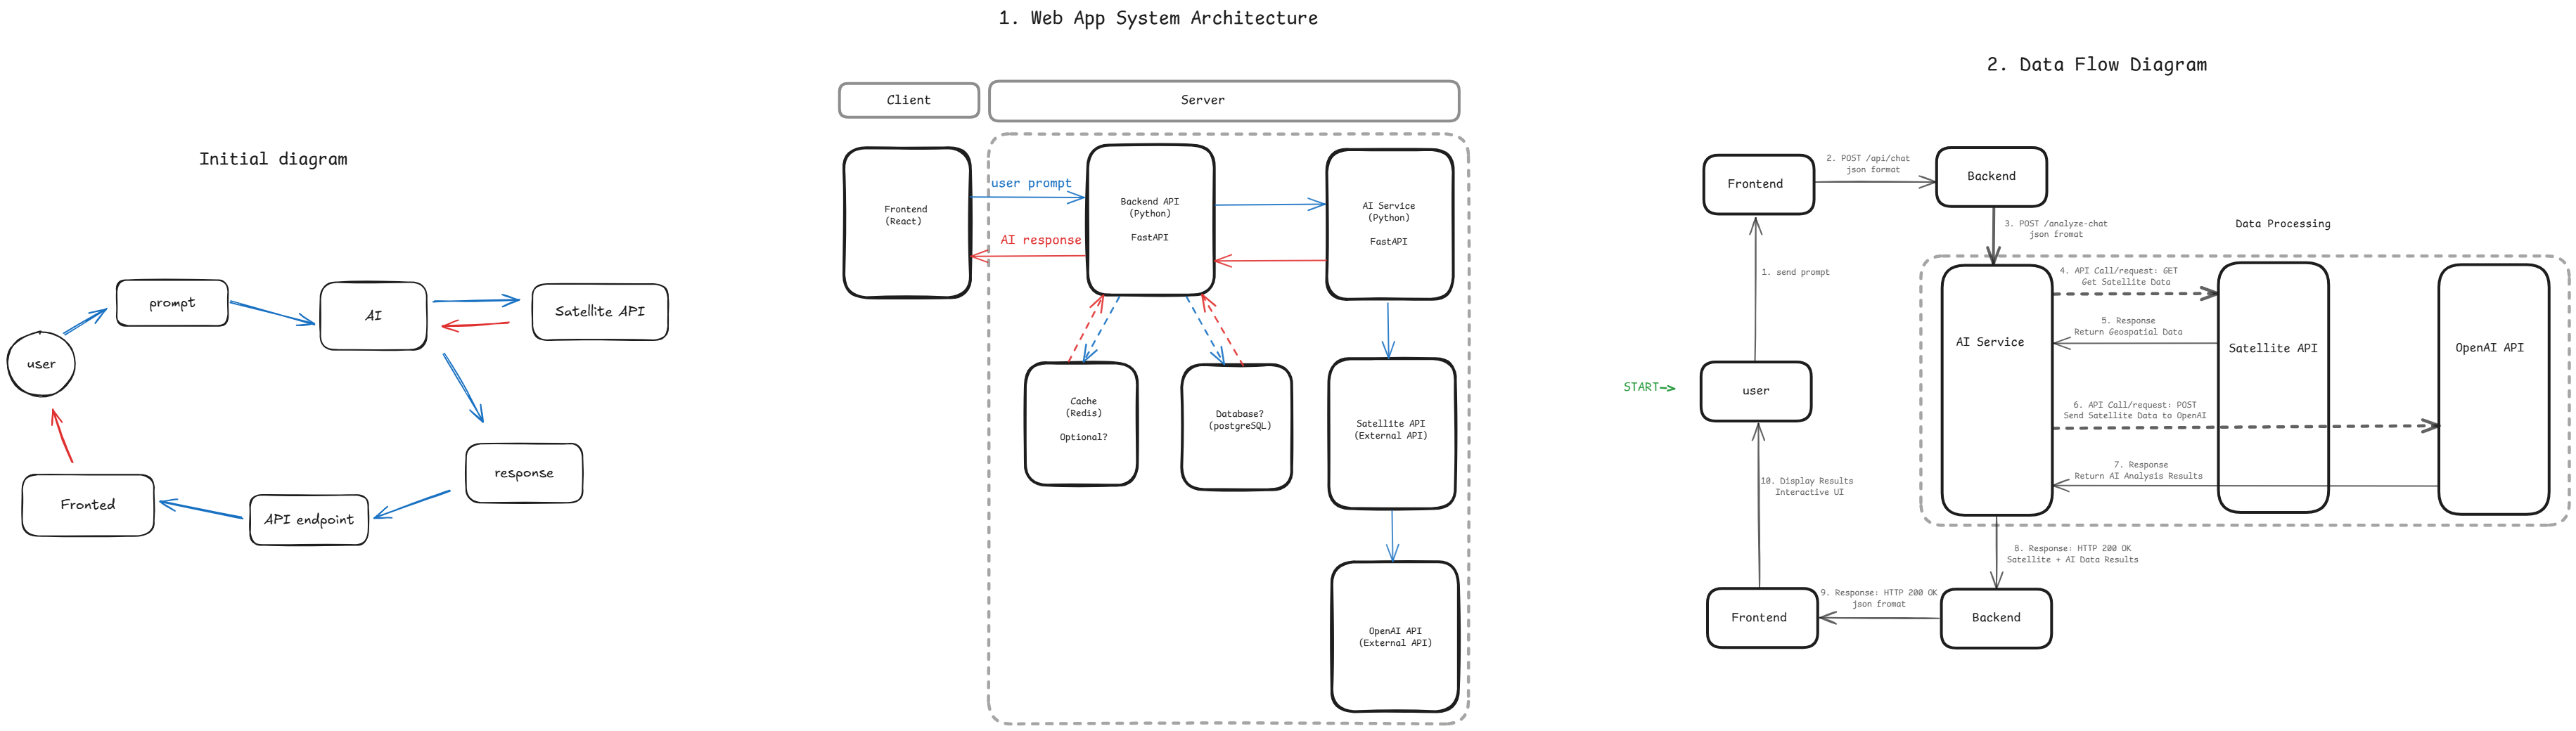 Initial diagram
user
prompt
AI
Satellite API
response
API endpoint
Fronted
1. Web App System Architecture
Client
Server
Frontend
(React)
user prompt
AI response
Backend API
(Python)
FastAPI
AI Service
(Python)
FastAPI
Cache
(Redis)
Optional?
Database?
(postgreSQL)
Satellite API
(External API)
OpenAI API
(External API)
2. Data Flow Diagram
START
user
1. send prompt
Frontend
2. POST /api/chat
json format
Backend
3. POST /analyze-chat
json fromat
Data Processing
AI Service
4. API Call/request: GET
Get Satellite Data
5. Response
Return Geospatial Data
Satellite API
OpenAI API
6. API Call/request: POST
Send Satellite Data to OpenAI
7. Response
Return AI Analysis Results
8. Response: HTTP 200 OK
Satellite + AI Data Results
Backend
9. Response: HTTP 200 OK
json fromat
Frontend
10. Display Results
Interactive UI